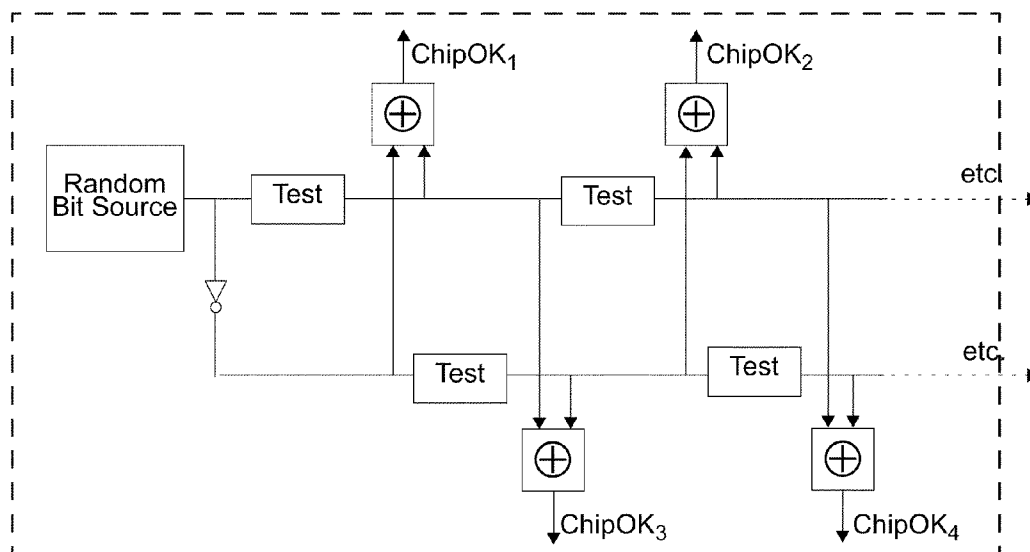 ChipOK1
ChipOK2
Random
Bit Source
Test
Test
etc
etc
Test
Test
ChipOK3
ChipOK4